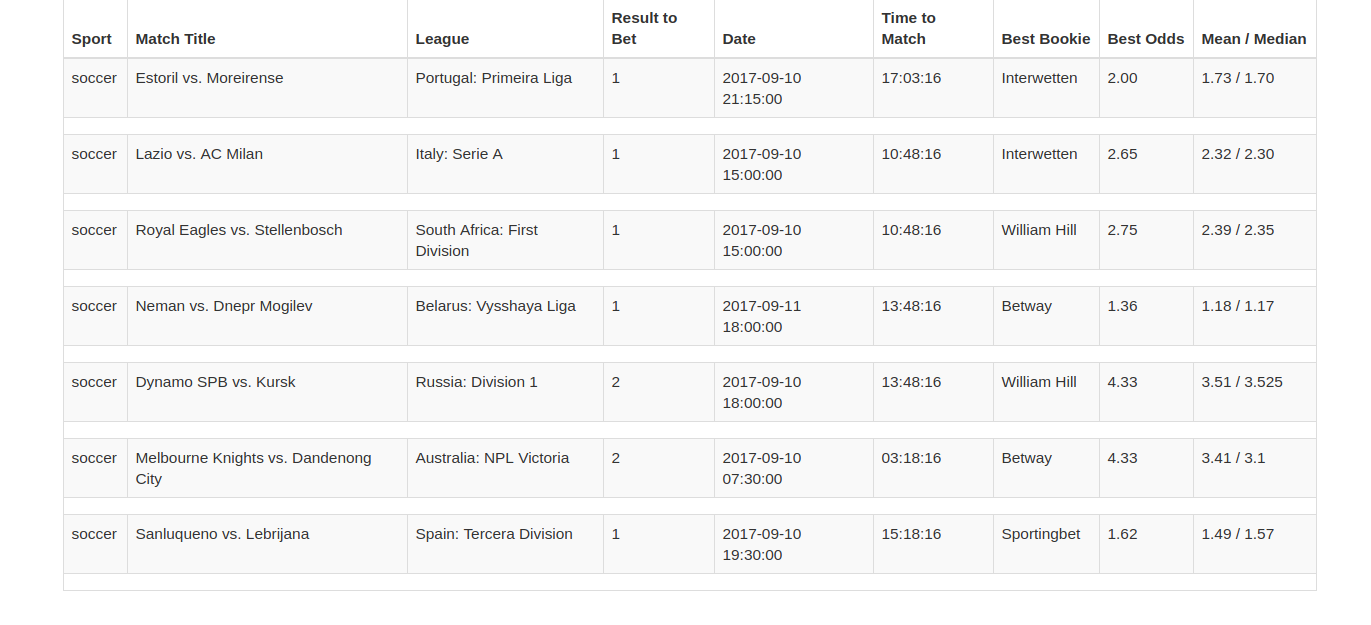 Sport Match Title League Result to Bet Date Time to Match Best Bookie Best Odds Mean / Median
soccer Estoril vs. Moreirense Portugal: Primeira Liga 1 2017-09-10 21:15:00 17:03:16 Interwetten 2.00 1.73 / 1.70
soccer Lazio vs. AC Milan Italy: Serie A 1 2017-09-10 15:00:00 10:48:16 Interwetten 2.65 2.32 / 2.30
soccer Royal Eagles vs. Stellenbosch South Africa: First Division 1 2017-09-10 15:00:00 10:48:16 William Hill 2.75 2.39 / 2.35
soccer Neman vs. Dnepr Mogilev Belarus: Vysshaya Liga 1 2017-09-11 18:00:00 13:48:16 Betway 1.36 1.18 / 1.17
soccer Dynamo SPB vs. Kursk Russia: Division 1 2 2017-09-10 18:00:00 13:48:16 William Hill 4.33 3.51 / 3.525
soccer Melbourne Knights vs. Dandenong City Australia: NPL Victoria 2 2017-09-10 07:30:00 03:18:16 Betway 4.33 3.41 / 3.1
soccer Sanluqueno vs. Lebrijana Spain: Tercera Division 1 2017-09-10 19:30:00 15:18:16 Sportingbet 1.62 1.49 / 1.57